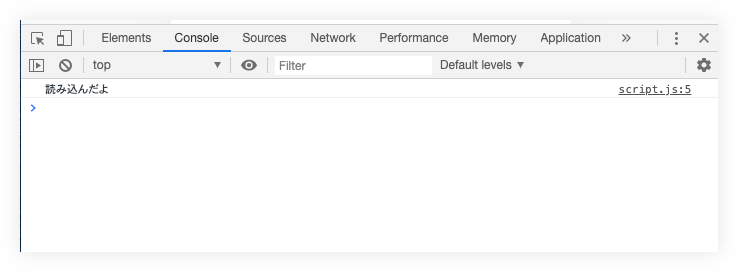 Elements Console Sources Network Performance Memory Application »
top Filter Default levels
読み込んだよ script.js:5